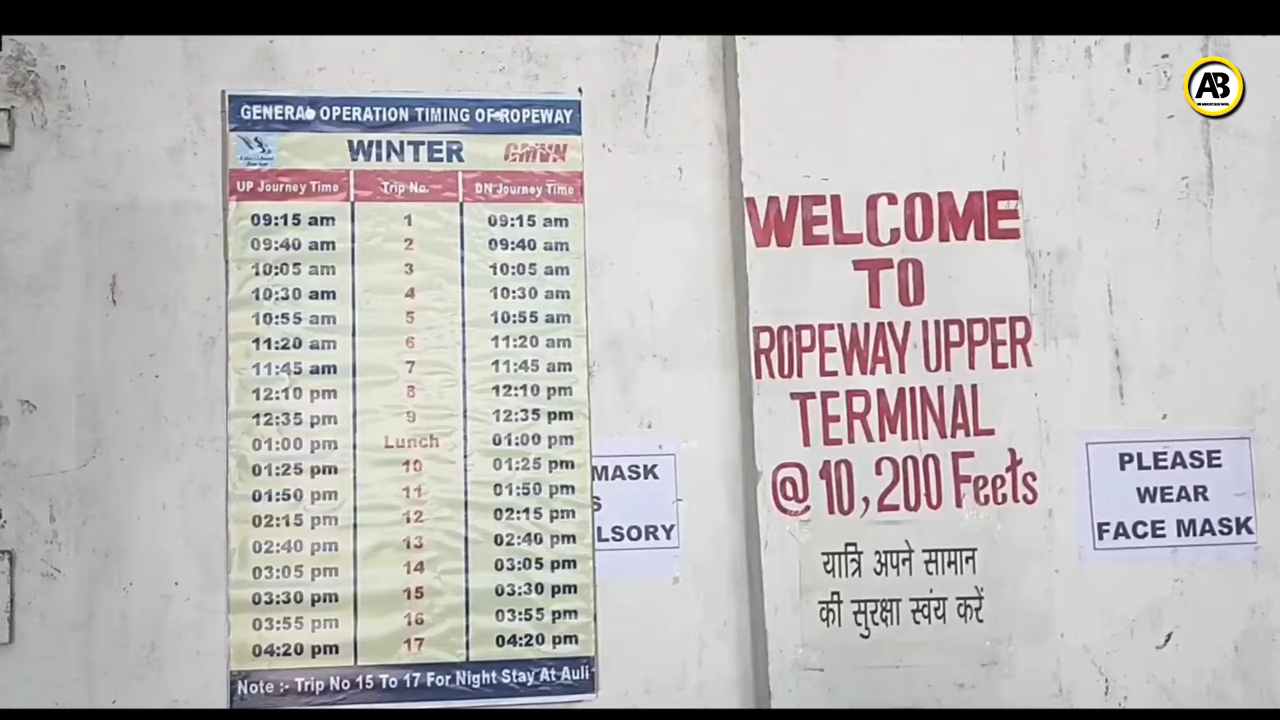 GENERAL OPERATION TIMING OF ROPEWAY
WINTER
GMVN
UP Journey Time Trip No. DN Journey Time
09:15 am 1 09:15 am
09:40 am 2 09:40 am
10:05 am 3 10:05 am
10:30 am 4 10:30 am
10:55 am 5 10:55 am
11:20 am 6 11:20 am
11:45 am 7 11:45 am
12:10 pm 8 12:10 pm
12:35 pm 9 12:35 pm
01:00 pm Lunch 01:00 pm
01:25 pm 10 01:25 pm
01:50 pm 11 01:50 pm
02:15 pm 12 02:15 pm
02:40 pm 13 02:40 pm
03:05 pm 14 03:05 pm
03:30 pm 15 03:30 pm
03:55 pm 16 03:55 pm
04:20 pm 17 04:20 pm
Note :- Trip No 15 To 17 For Night Stay At Auli
MASK
S
LSORY
WELCOME
TO
ROPEWAY UPPER
TERMINAL
@ 10,200 Feets
यात्रि अपने सामान
की सुरक्षा स्वंय करें
PLEASE
WEAR
FACE MASK
AB